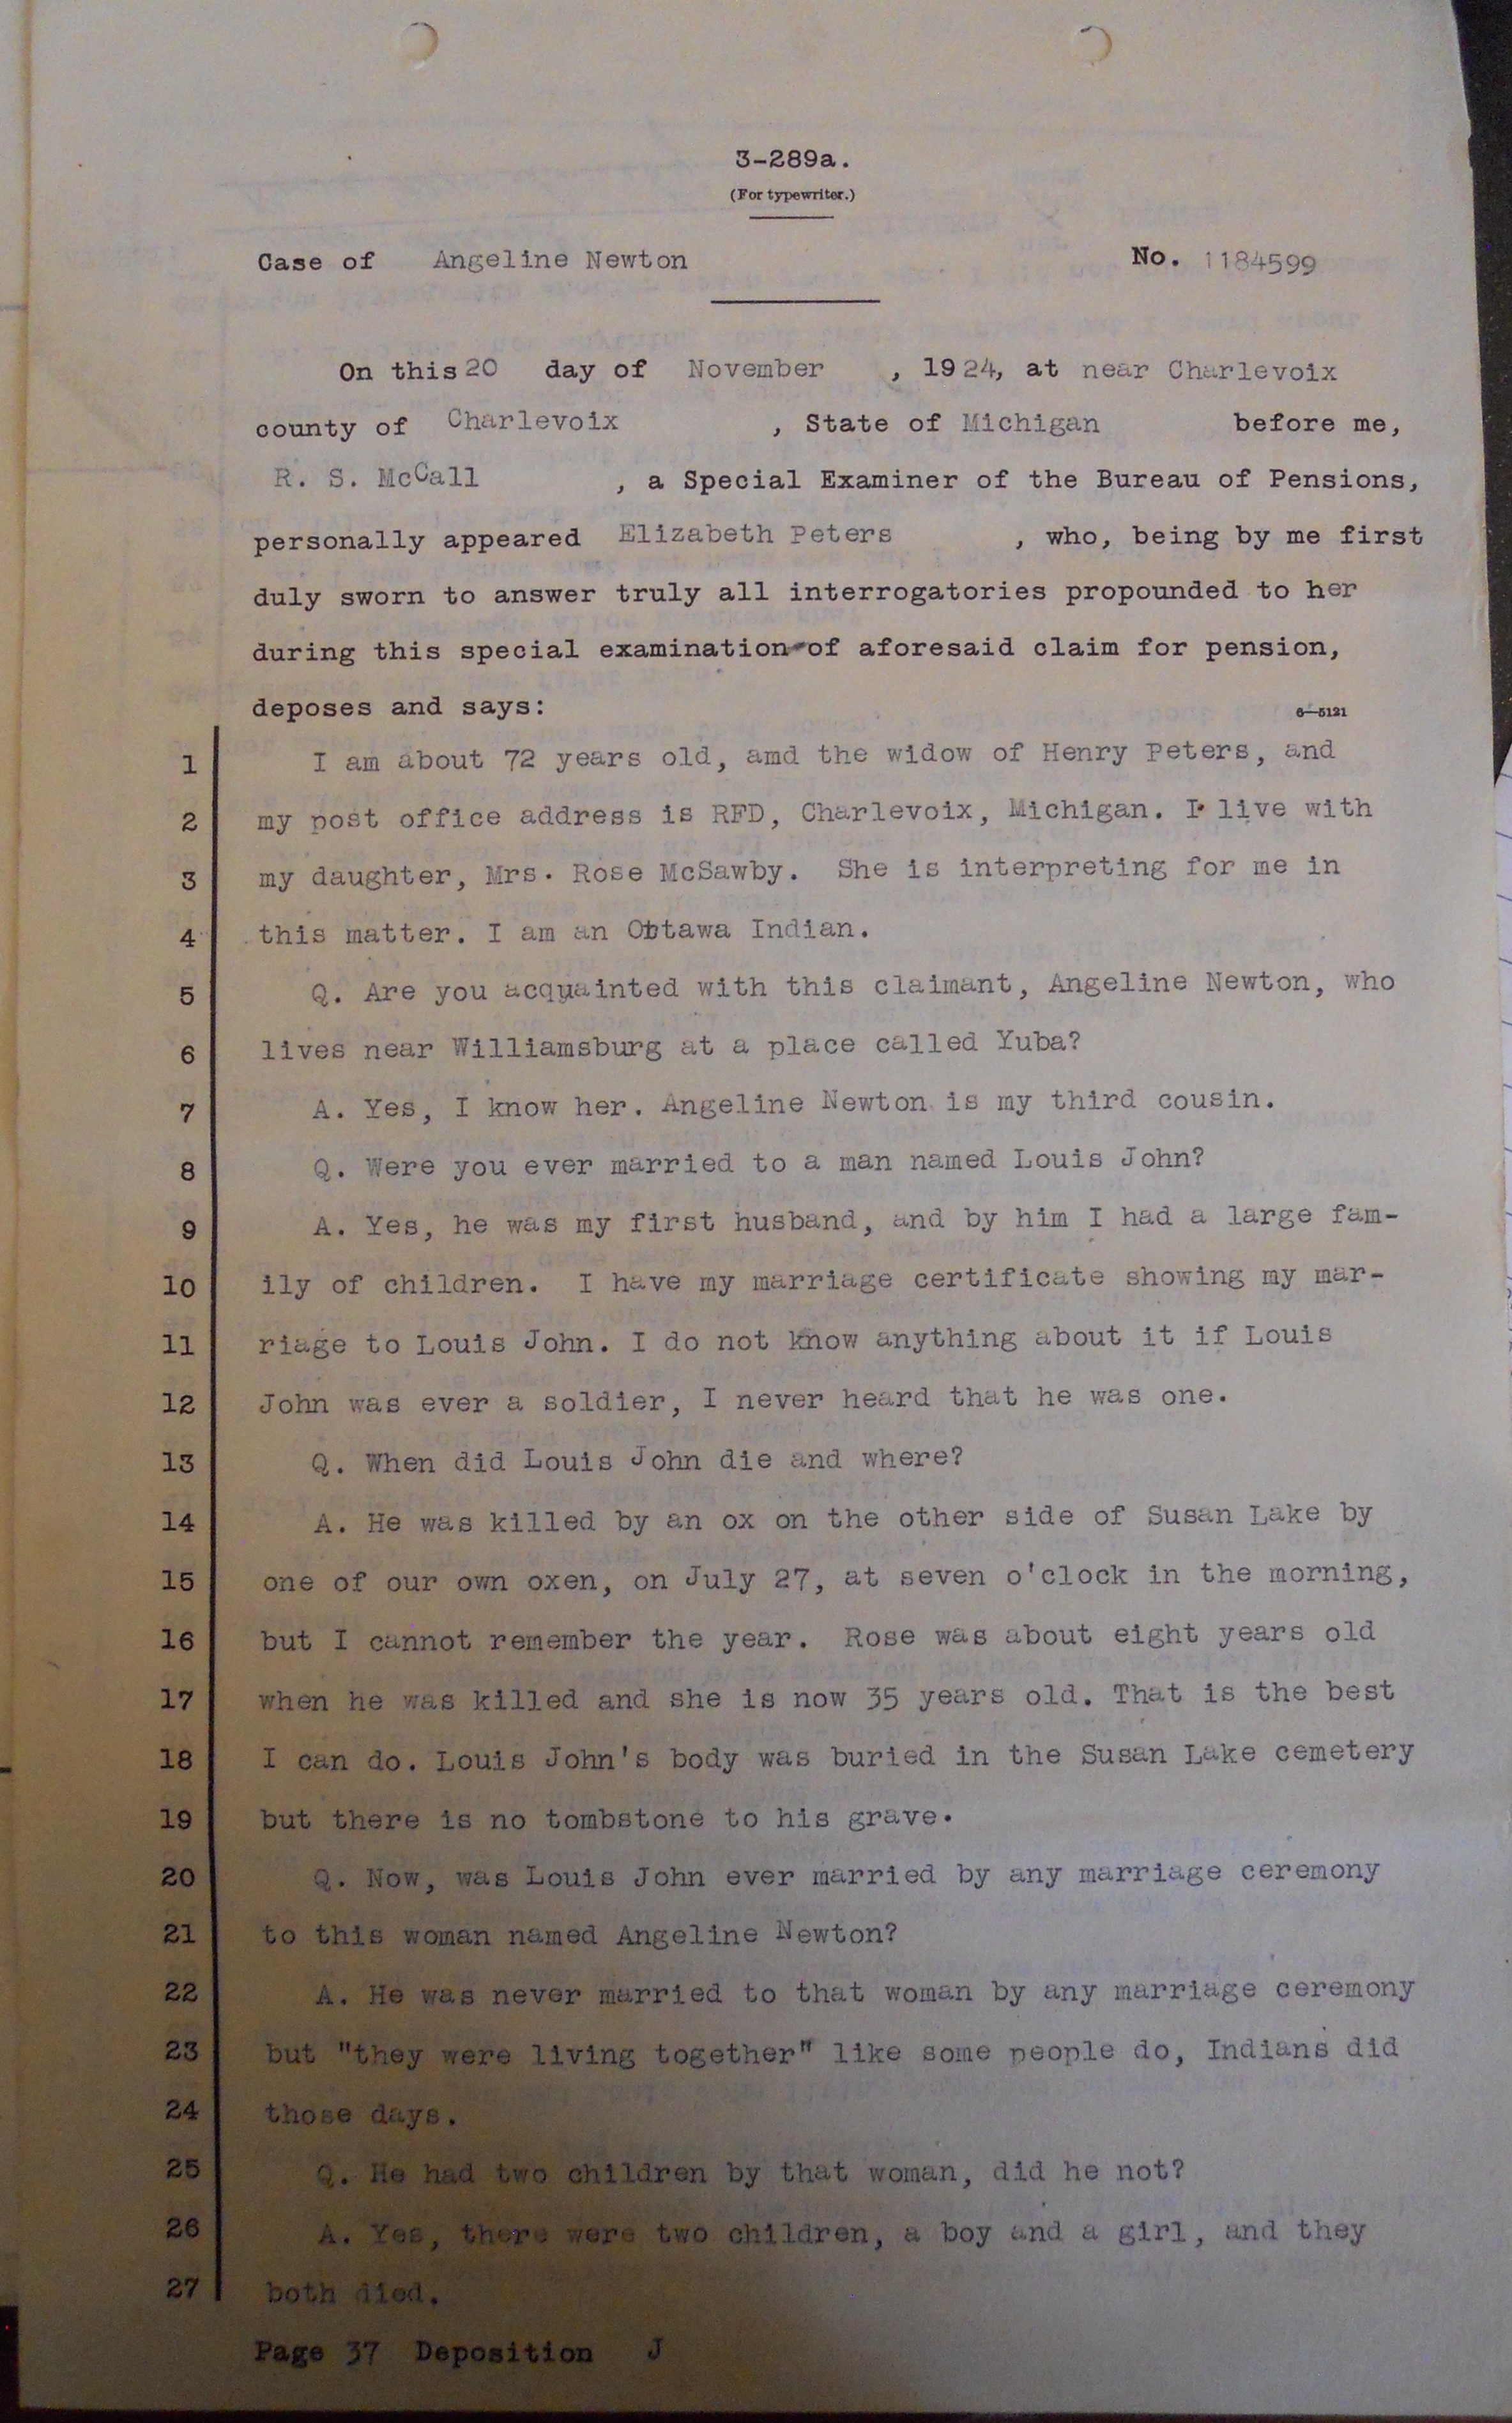 3-289a.
(For typewriter.)
Case of Angeline Newton No. 1184599
On this 20 day of November , 1924, at near Charlevoix
county of Charlevoix , State of Michigan before me,
R. S. McCall , a Special Examiner of the Bureau of Pensions,
personally appeared Elizabeth Peters , who, being by me first
duly sworn to answer truly all interrogatories propounded to her
during this special examination of aforesaid claim for pension,
deposes and says: 6—5121
1 I am about 72 years old, amd the widow of Henry Peters, and
2 my post office address is RFD, Charlevoix, Michigan. I live with
3 my daughter, Mrs. Rose McSawby. She is interpreting for me in
4 this matter. I am an Ottawa Indian.
5 Q. Are you acquainted with this claimant, Angeline Newton, who
6 lives near Williamsburg at a place called Yuba?
7 A. Yes, I know her. Angeline Newton is my third cousin.
8 Q. Were you ever married to a man named Louis John?
9 A. Yes, he was my first husband, and by him I had a large fam-
10 ily of children. I have my marriage certificate showing my mar-
11 riage to Louis John. I do not know anything about it if Louis
12 John was ever a soldier, I never heard that he was one.
13 Q. When did Louis John die and where?
14 A. He was killed by an ox on the other side of Susan Lake by
15 one of our own oxen, on July 27, at seven o'clock in the morning,
16 but I cannot remember the year. Rose was about eight years old
17 when he was killed and she is now 35 years old. That is the best
18 I can do. Louis John's body was buried in the Susan Lake cemetery
19 but there is no tombstone to his grave.
20 Q. Now, was Louis John ever married by any marriage ceremony
21 to this woman named Angeline Newton?
22 A. He was never married to that woman by any marriage ceremony
23 but "they were living together" like some people do, Indians did
24 those days.
25 Q. He had two children by that woman, did he not?
26 A. Yes, there were two children, a boy and a girl, and they
27 both died.
Page 37 Deposition J